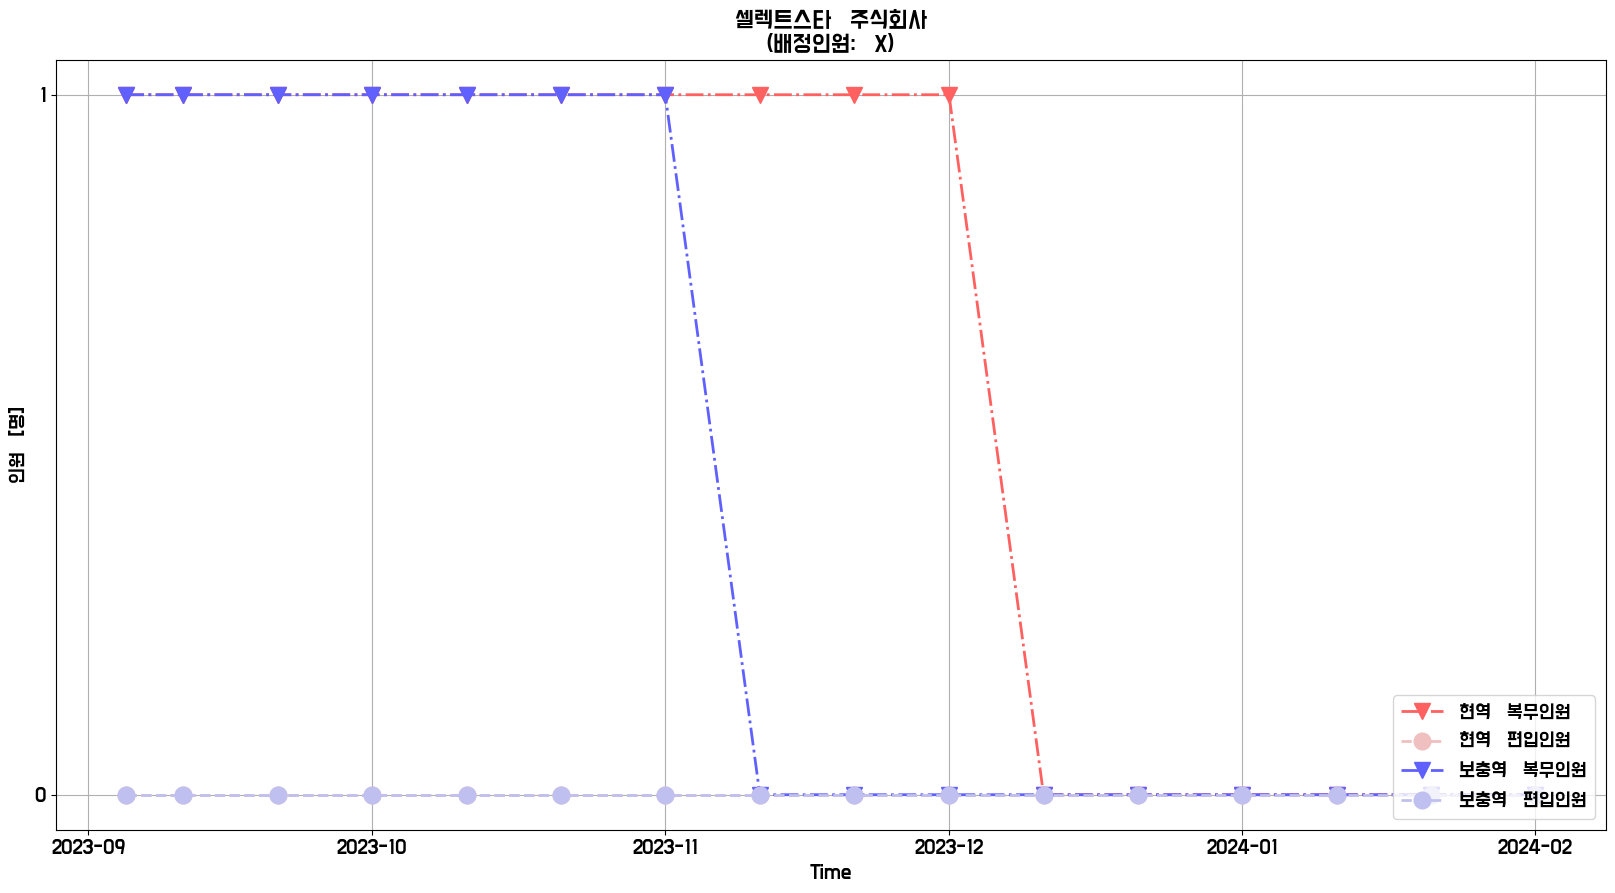 셀렉트스타 주식회사
(배정인원: X)
1
0
인원 [명]
2023-09 2023-10 2023-11 2023-12 2024-01 2024-02
Time
현역 복무인원
현역 편입인원
보충역 복무인원
보충역 편입인원